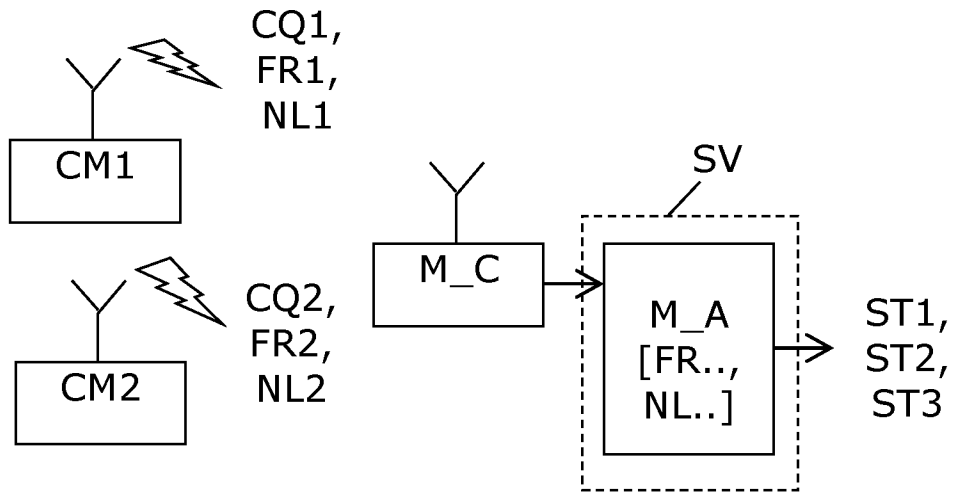 CQ1,
FR1,
NL1
CM1
SV
M_C
CQ2,
FR2,
NL2
CM2
M_A
[FR..,
NL..]
ST1,
ST2,
ST3